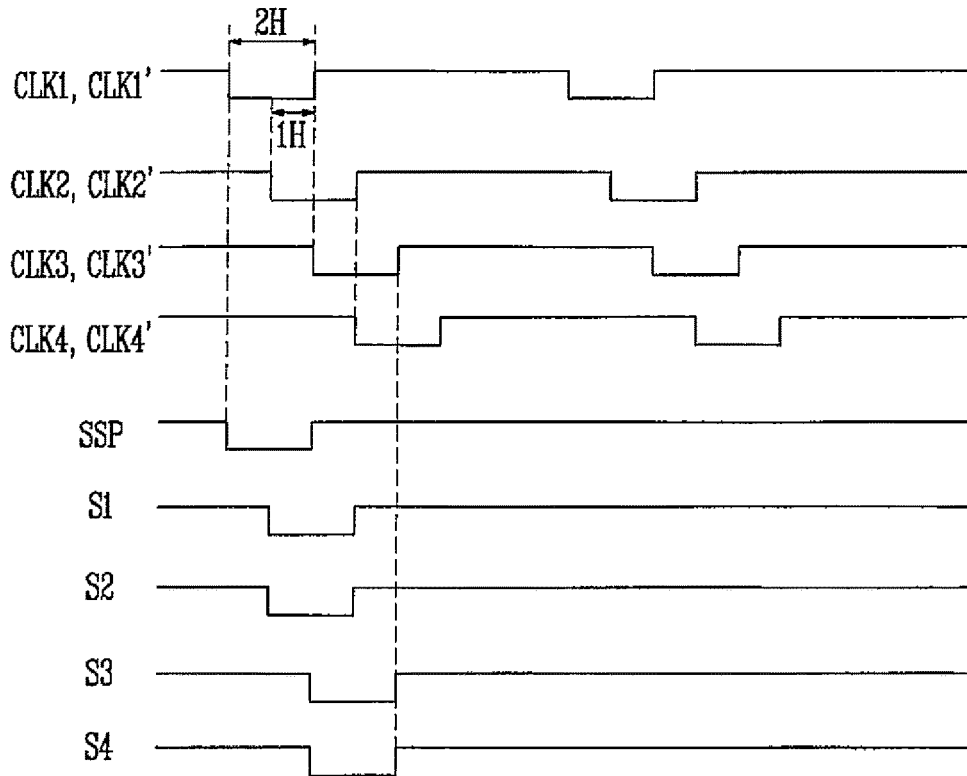 2H
CLK1, CLK1'
1H
CLK2, CLK2'
CLK3, CLK3'
CLK4, CLK4'
SSP
S1
S2
S3
S4